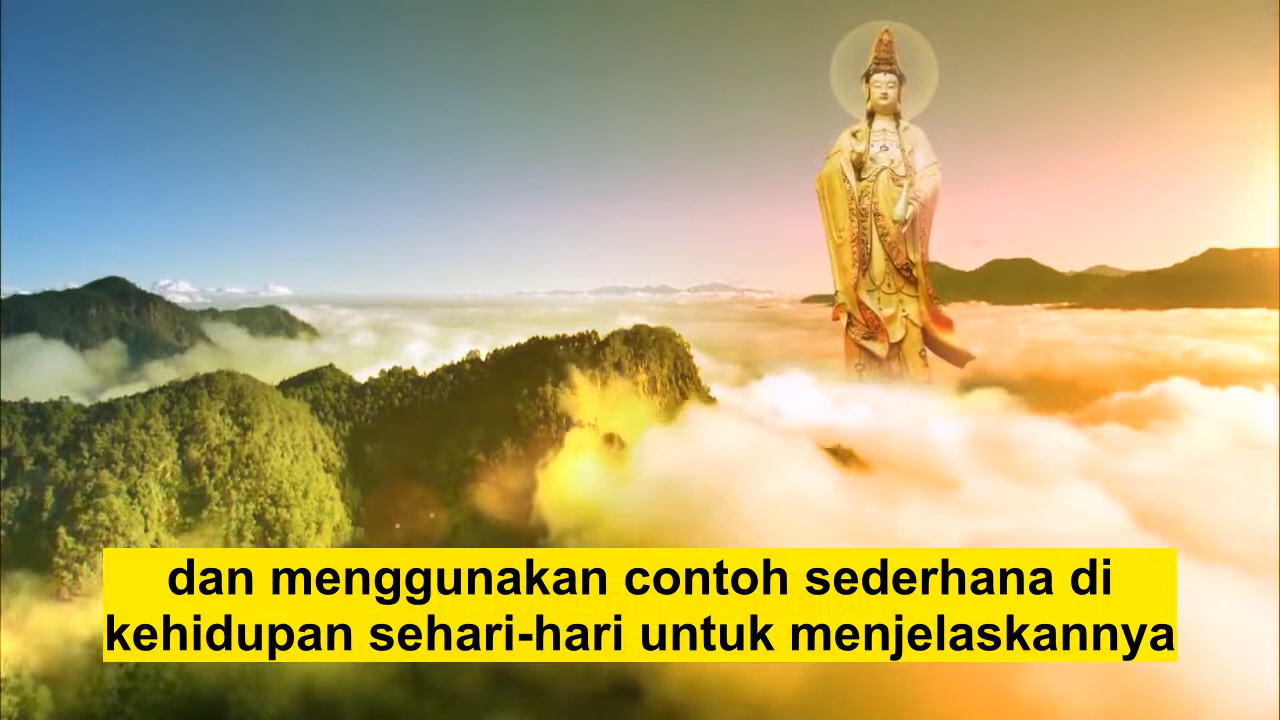 dan menggunakan contoh sederhana di
kehidupan sehari-hari untuk menjelaskannya